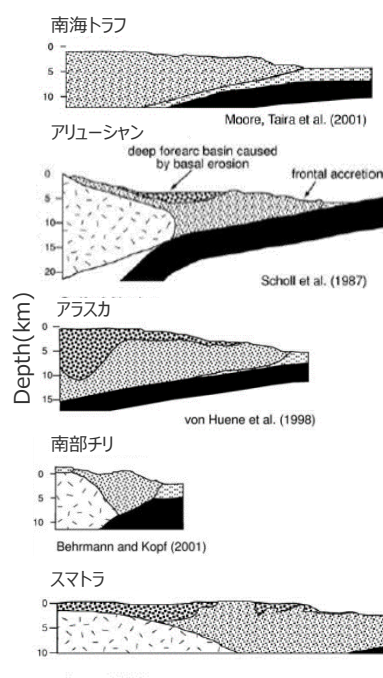 南海トラフ
0
5
10
Moore, Taira et al. (2001)
アリューシャン
deep forearc basin caused
by basal erosion
frontal accretion
0
5
10
15
20
Scholl et al. (1987)
Depth(km)
アラスカ
0
5
10
15
von Huene et al. (1998)
南部チリ
0
5
10
Behrmann and Kopf (2001)
スマトラ
0
5
10